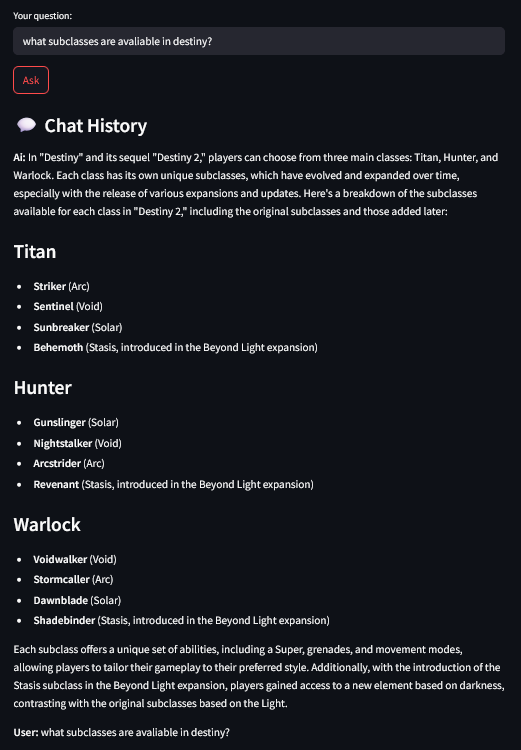 Your question:
what subclasses are avaliable in destiny?
Ask
Chat History
Ai: In "Destiny" and its sequel "Destiny 2," players can choose from three main classes: Titan, Hunter, and
Warlock. Each class has its own unique subclasses, which have evolved and expanded over time,
especially with the release of various expansions and updates. Here's a breakdown of the subclasses
available for each class in "Destiny 2," including the original subclasses and those added later:
Titan
• Striker (Arc)
• Sentinel (Void)
• Sunbreaker (Solar)
• Behemoth (Stasis, introduced in the Beyond Light expansion)
Hunter
• Gunslinger (Solar)
• Nightstalker (Void)
• Arcstrider (Arc)
• Revenant (Stasis, introduced in the Beyond Light expansion)
Warlock
• Voidwalker (Void)
• Stormcaller (Arc)
• Dawnblade (Solar)
• Shadebinder (Stasis, introduced in the Beyond Light expansion)
Each subclass offers a unique set of abilities, including a Super, grenades, and movement modes,
allowing players to tailor their gameplay to their preferred style. Additionally, with the introduction of the
Stasis subclass in the Beyond Light expansion, players gained access to a new element based on darkness,
contrasting with the original subclasses based on the Light.
User: what subclasses are avaliable in destiny?